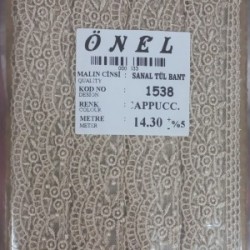 ÖNEL
MALIN CİNSİ : SANAL TÜL BANT
QUALITY
KOD NO : 1538
DESIGN
RENK : CAPPUCC.
COLOUR
METRE : 14.30 %5
METER